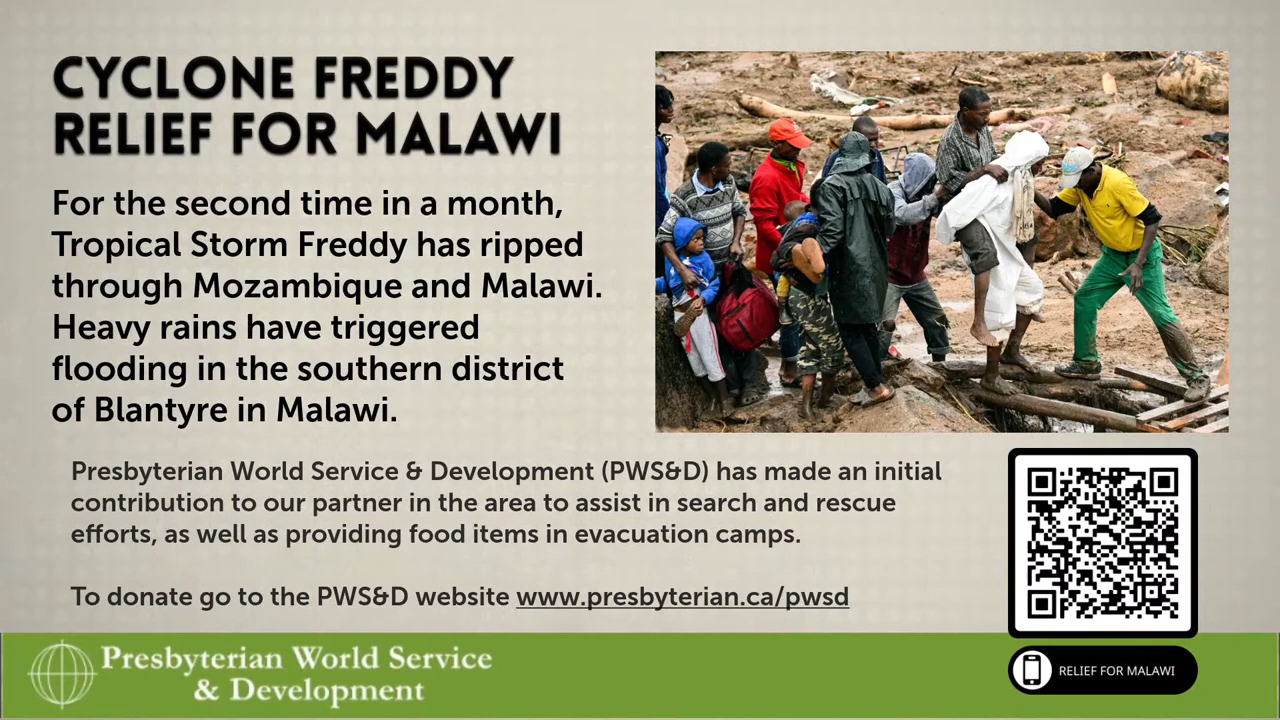 CYCLONE FREDDY
RELIEF FOR MALAWI
For the second time in a month,
Tropical Storm Freddy has ripped
through Mozambique and Malawi.
Heavy rains have triggered
flooding in the southern district
of Blantyre in Malawi.
Presbyterian World Service & Development (PWS&D) has made an initial
contribution to our partner in the area to assist in search and rescue
efforts, as well as providing food items in evacuation camps.
To donate go to the PWS&D website www.presbyterian.ca/pwsd
Presbyterian World Service
& Development
RELIEF FOR MALAWI